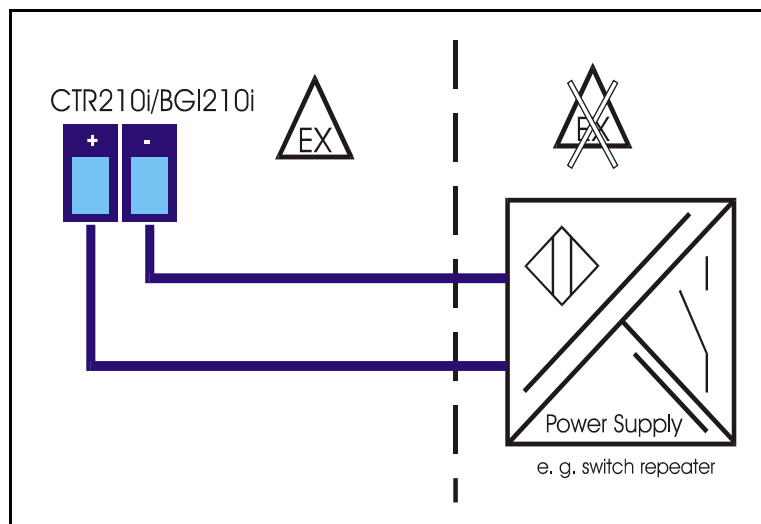 CTR210i/BGI210i
+ -
EX
EX
Power Supply
e. g. switch repeater